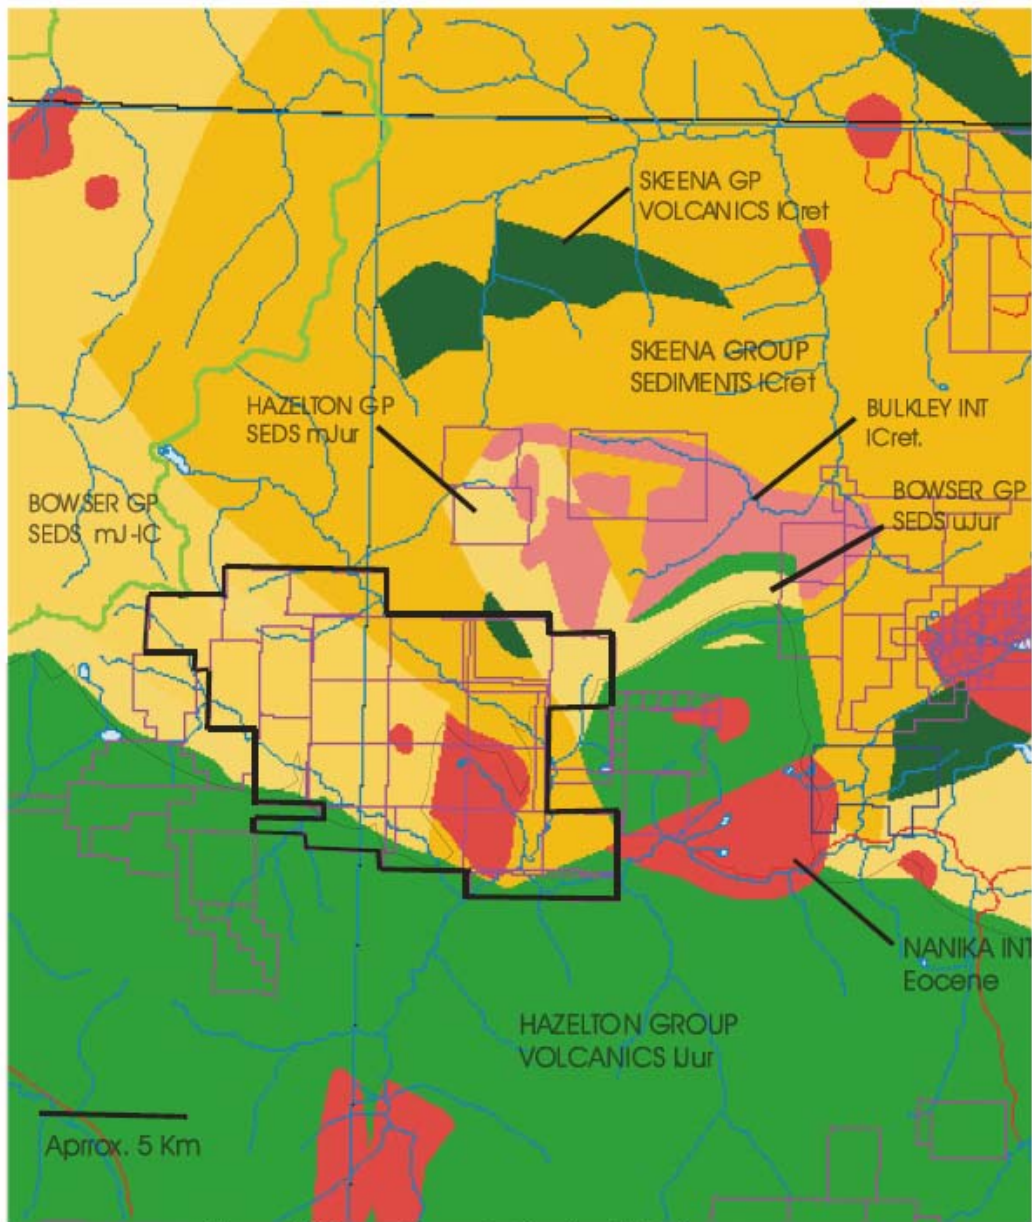 SKEENA GP
VOLCANICS lCret
SKEENA GROUP
SEDIMENTS lCret
HAZELTON GP
SEDS mJur
BULKLEY INT
lCret.
BOWSER GP
SEDS mJ-lC
BOWSER GP
SEDS uJur
NANIKA INT
Eocene
HAZELTON GROUP
VOLCANICS lJur
Aprrox. 5 Km